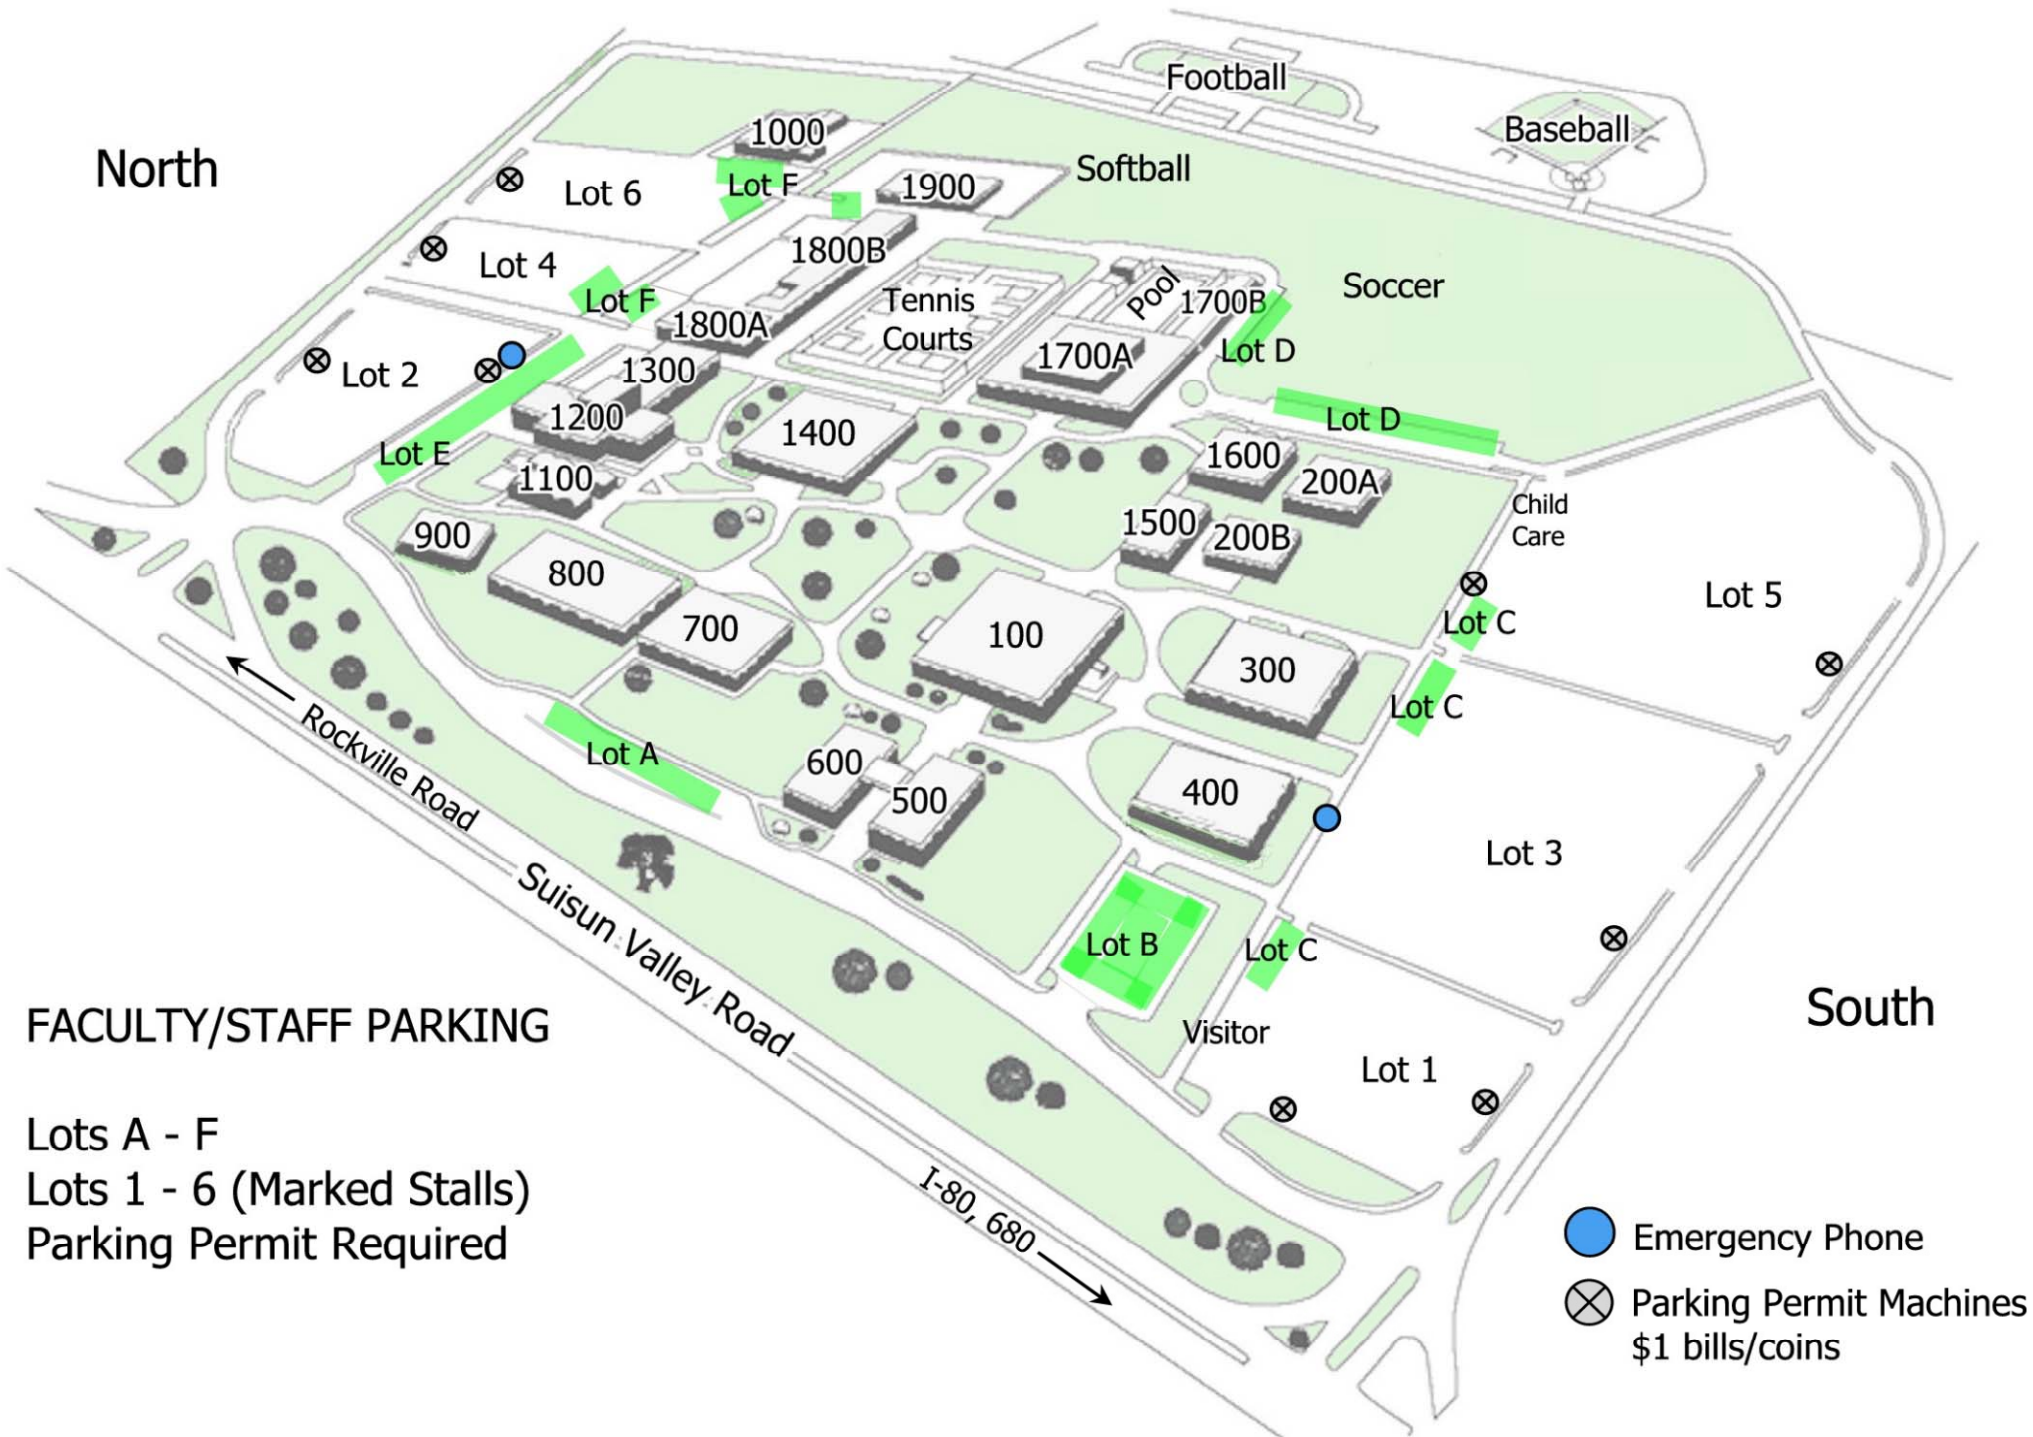 Football
Baseball
North
1000
Softball
Lot 6
Lot F
1900
1800B
Lot 4
Lot F
Soccer
Tennis
Courts
Pool
1700B
1800A
Lot D
1700A
Lot 2
1300
1200
1400
Lot D
Lot E
1100
1600
200A
Child
Care
900
1500
200B
800
Lot 5
700
100
Lot C
300
Lot C
Rockville Road
Lot A
600
500
400
Lot 3
Suisun Valley Road
Lot B
Lot C
South
Visitor
Lot 1
FACULTY/STAFF PARKING
Lots A - F
Lots 1 - 6 (Marked Stalls)
Parking Permit Required
I-80, 680
Emergency Phone
Parking Permit Machines
$1 bills/coins